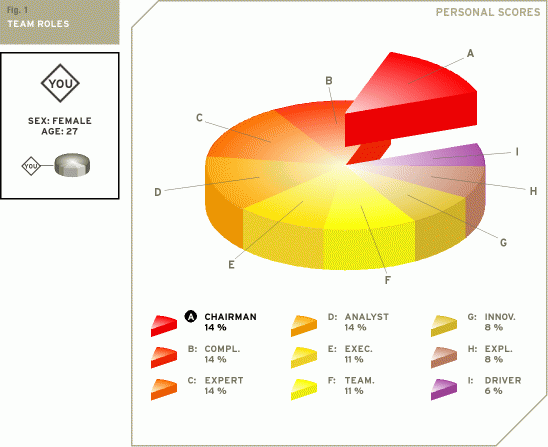 Fig. 1
TEAM ROLES
PERSONAL SCORES
YOU
SEX: FEMALE
AGE: 27
YOU
A
B
C
D
E
F
G
H
I
A CHAIRMAN
14 %
B: COMPL.
14 %
C: EXPERT
14 %
D: ANALYST
14 %
E: EXEC.
11 %
F: TEAM.
11 %
G: INNOV.
8 %
H: EXPL.
8 %
I: DRIVER
6 %